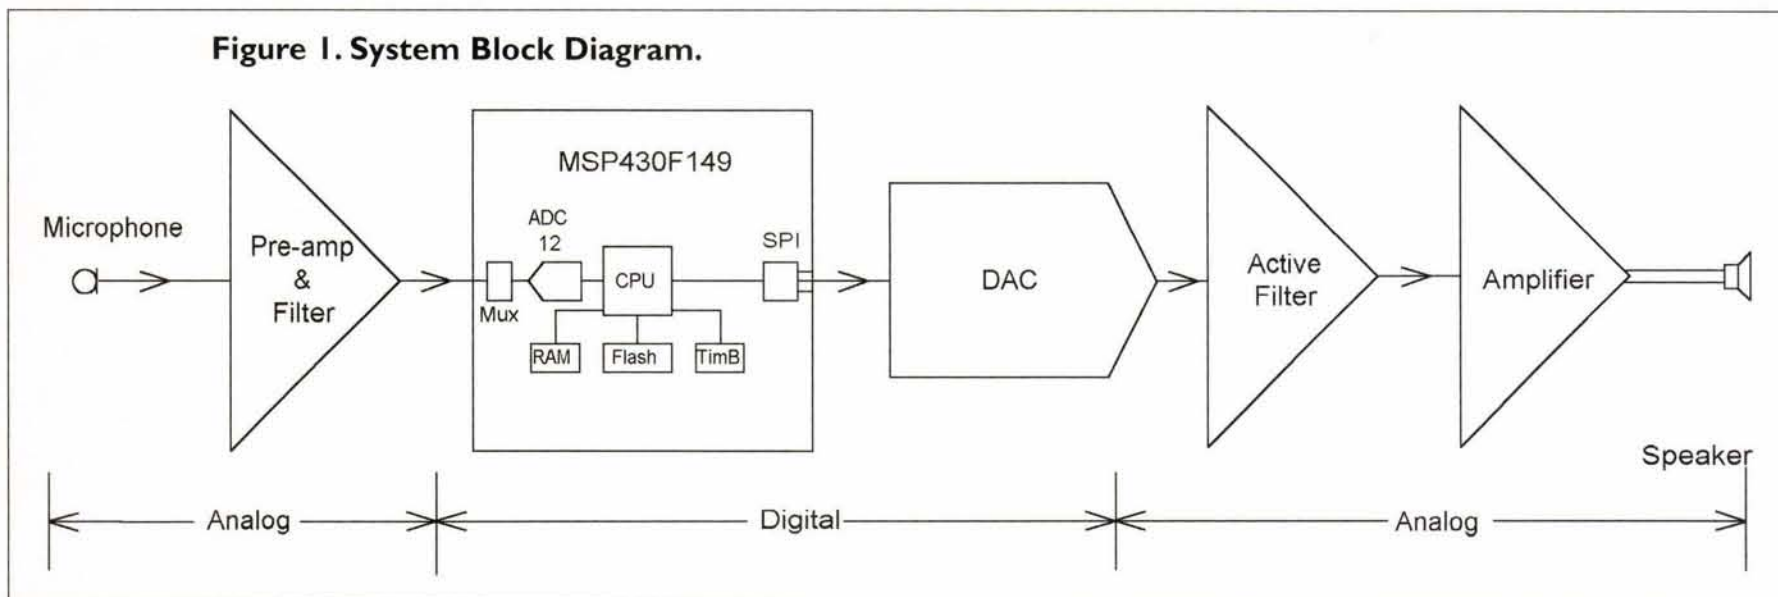 Figure 1. System Block Diagram.
Microphone
Pre-amp
&
Filter
MSP430F149
ADC
12
Mux
CPU
SPI
RAM
Flash
TimB
DAC
Active
Filter
Amplifier
Speaker
Analog
Digital
Analog